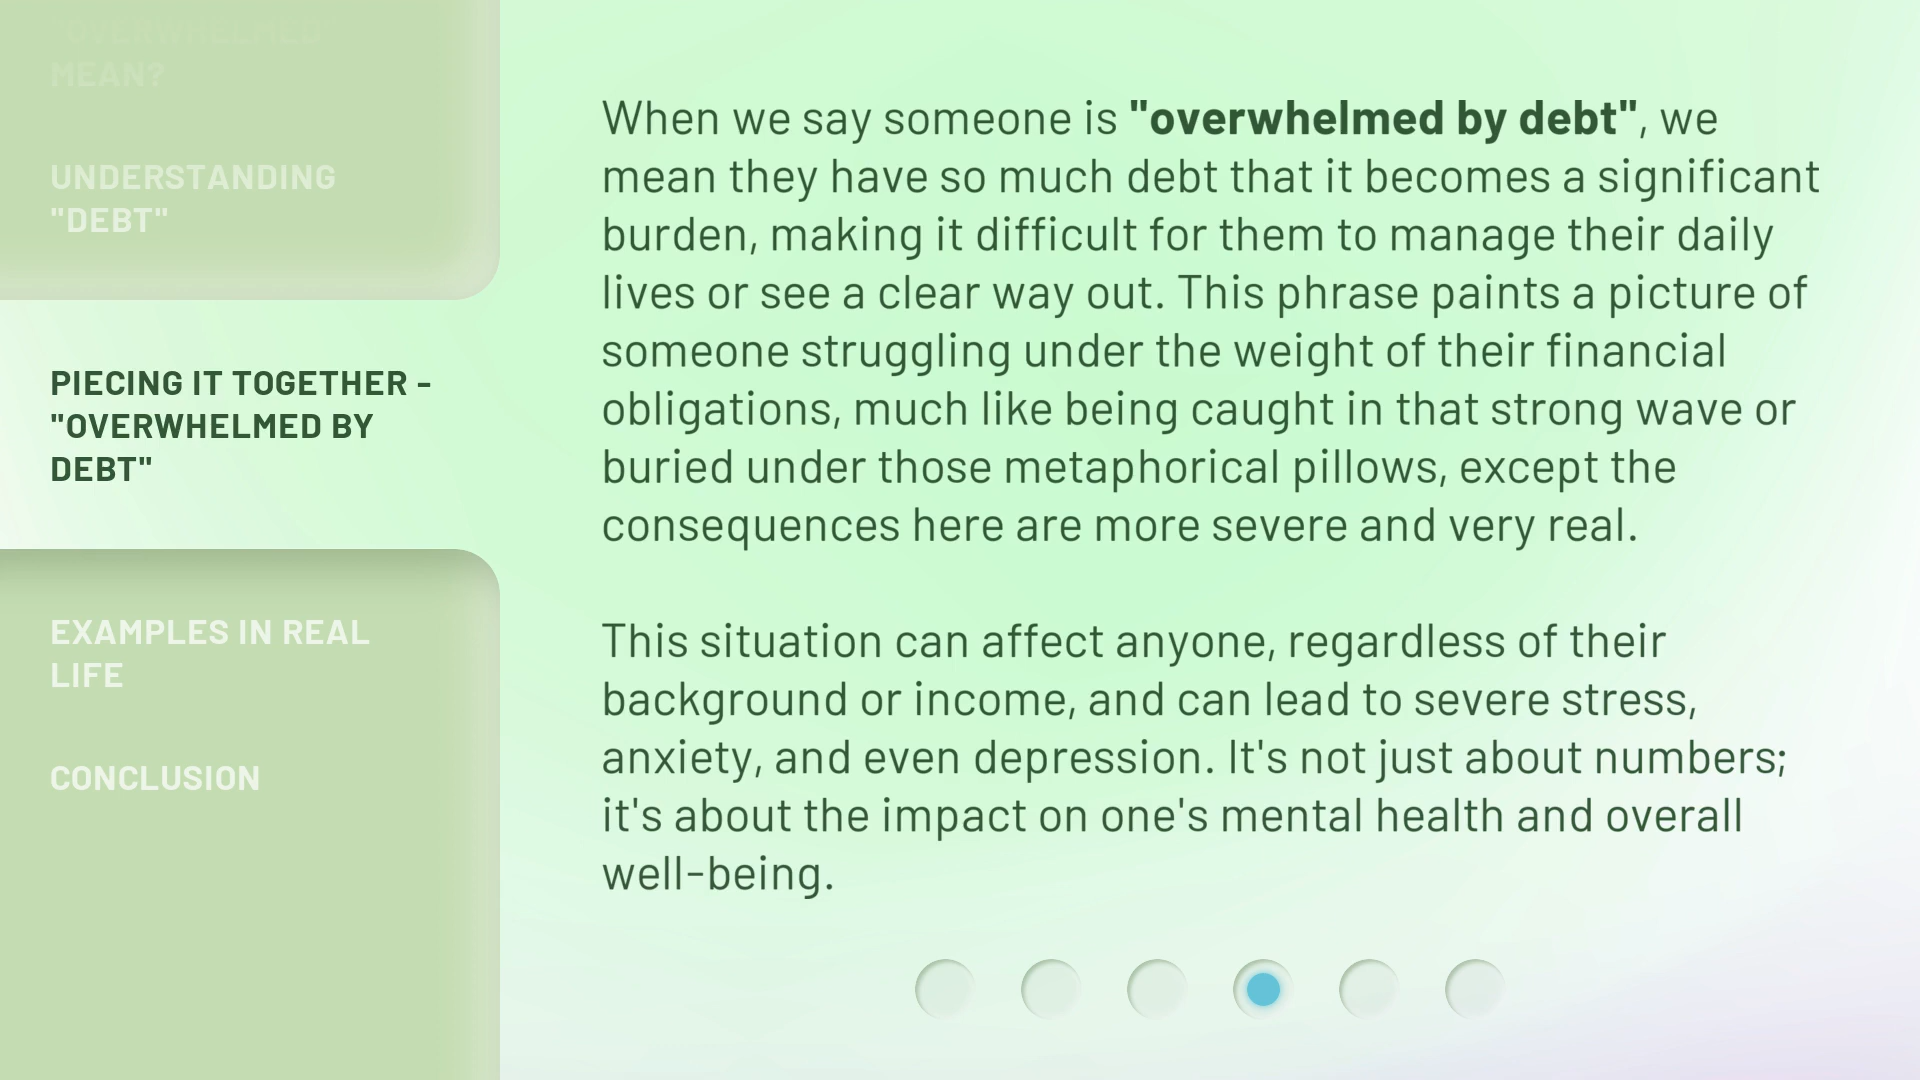 "OVERWHELMED"
MEAN?
UNDERSTANDING
"DEBT"
PIECING IT TOGETHER -
"OVERWHELMED BY
DEBT"
EXAMPLES IN REAL
LIFE
CONCLUSION
When we say someone is "overwhelmed by debt", we
mean they have so much debt that it becomes a significant
burden, making it difficult for them to manage their daily
lives or see a clear way out. This phrase paints a picture of
someone struggling under the weight of their financial
obligations, much like being caught in that strong wave or
buried under those metaphorical pillows, except the
consequences here are more severe and very real.
This situation can affect anyone, regardless of their
background or income, and can lead to severe stress,
anxiety, and even depression. It's not just about numbers;
it's about the impact on one's mental health and overall
well-being.